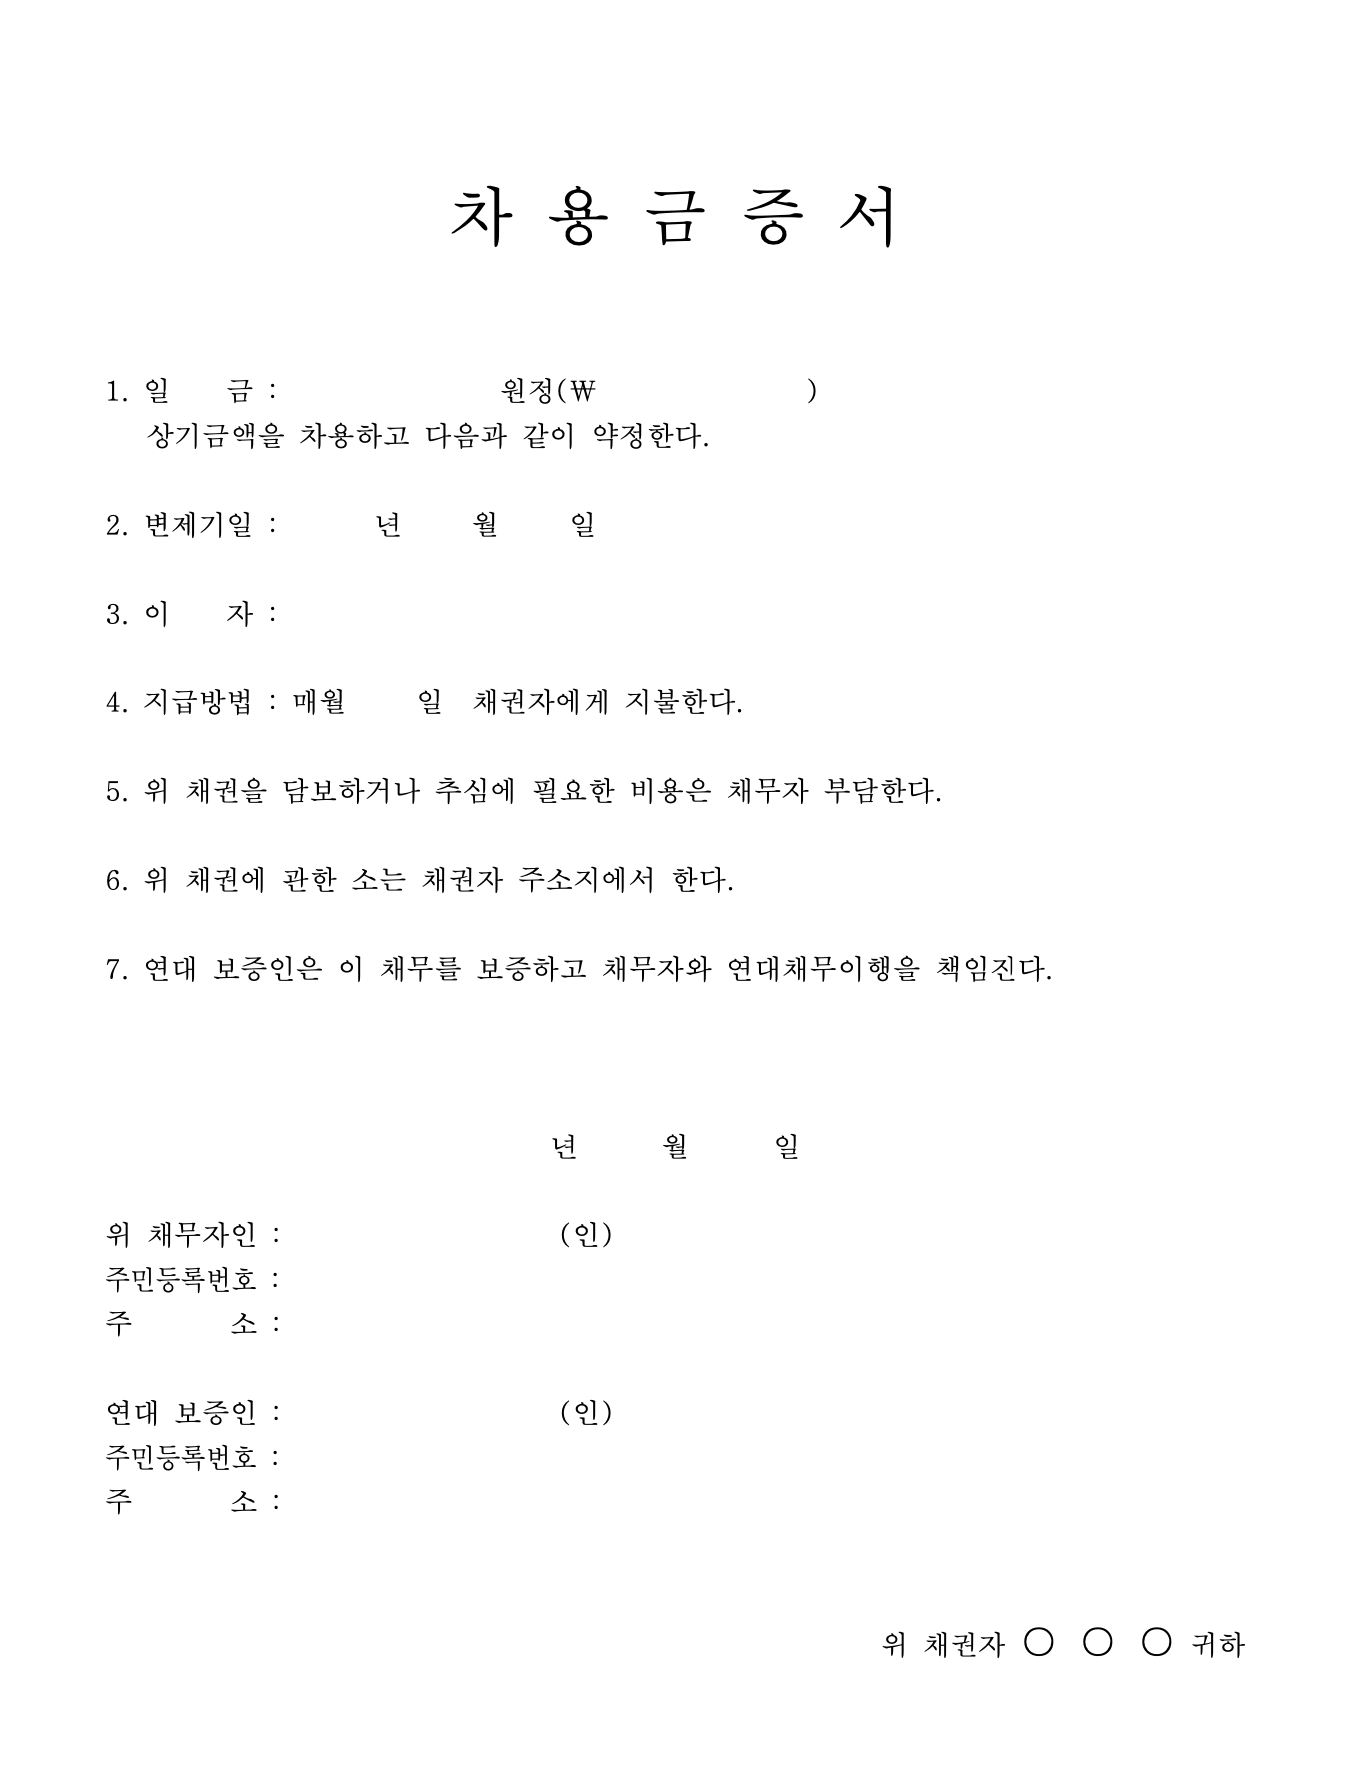 차 용 금 증 서
1. 일 금 : 원정(₩ )
상기금액을 차용하고 다음과 같이 약정한다.
2. 변제기일 : 년 월 일
3. 이 자 :
4. 지급방법 : 매월 일 채권자에게 지불한다.
5. 위 채권을 담보하거나 추심에 필요한 비용은 채무자 부담한다.
6. 위 채권에 관한 소는 채권자 주소지에서 한다.
7. 연대 보증인은 이 채무를 보증하고 채무자와 연대채무이행을 책임진다.
년 월 일
위 채무자인 : (인)
주민등록번호 :
주 소 :
연대 보증인 : (인)
주민등록번호 :
주 소 :
위 채권자 ○ ○ ○ 귀하